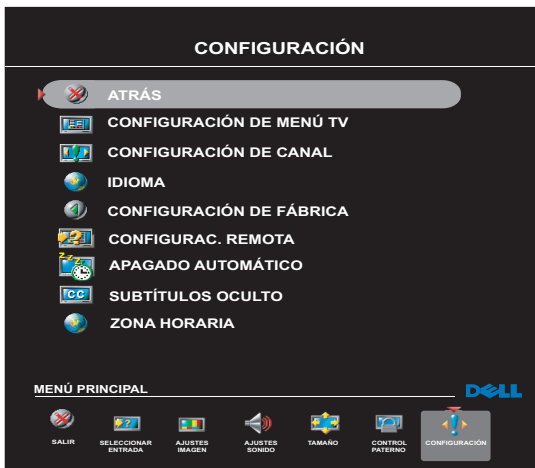 CONFIGURACIÓN
ATRÁS
CONFIGURACIÓN DE MENÚ TV
CONFIGURACIÓN DE CANAL
IDIOMA
CONFIGURACIÓN DE FÁBRICA
CONFIGURAC. REMOTA
APAGADO AUTOMÁTICO
CC SUBTÍTULOS OCULTO
ZONA HORARIA
MENÚ PRINCIPAL
DELL
SALIR
SELECCIONAR
ENTRADA
AJUSTES
IMAGEN
AJUSTES
SONIDO
TAMAÑO
CONTROL
PATERNO
CONFIGURACIÓN